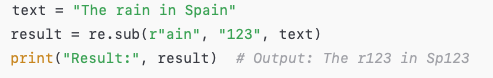 text = "The rain in Spain"
result = re.sub(r"ain", "123", text)
print("Result:", result)  # Output: The r123 in Sp123